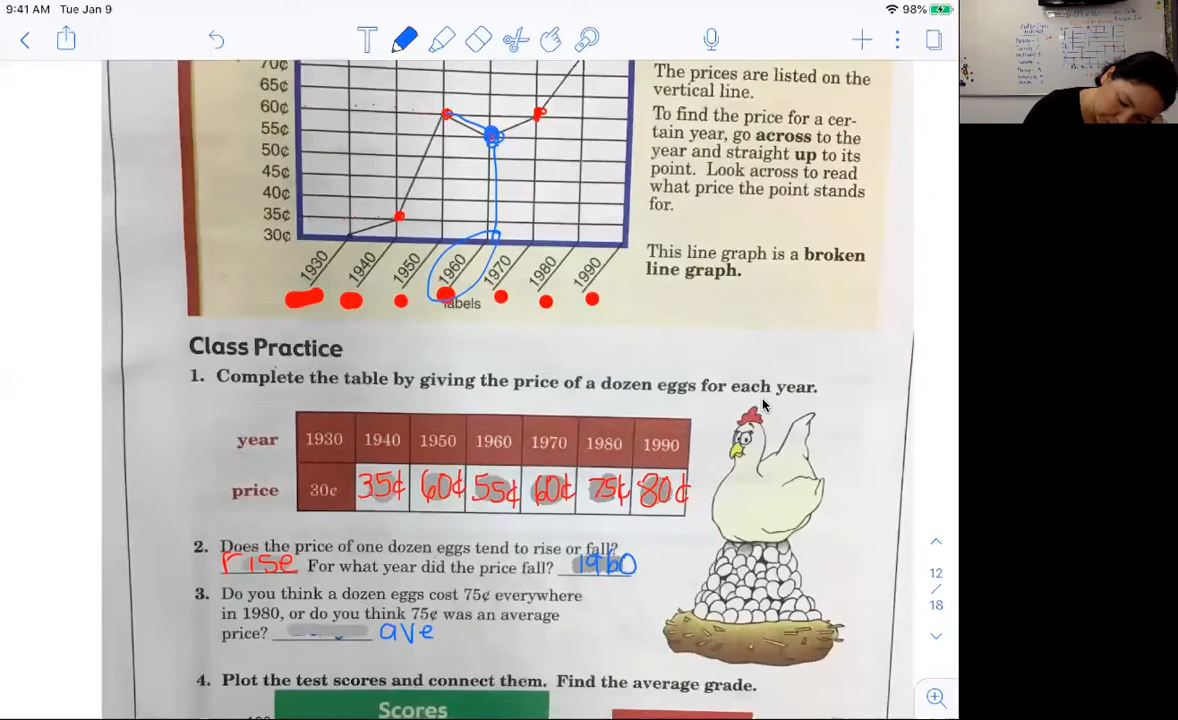 9:41 AM Tue Jan 9
98%
70¢
65¢
60¢
55¢
50¢
45¢
40¢
35¢
30¢
1930 1940 1950 1960 1970 1980 1990
labels
The prices are listed on the
vertical line.
To find the price for a cer-
tain year, go across to the
year and straight up to its
point. Look across to read
what price the point stands
for.
This line graph is a broken
line graph.
Class Practice
1. Complete the table by giving the price of a dozen eggs for each year.
year 1930 1940 1950 1960 1970 1980 1990
price 30¢ 35¢ 60¢ 55¢ 60¢ 75¢ 80¢
2. Does the price of one dozen eggs tend to rise or fall?
rise For what year did the price fall? 1960
3. Do you think a dozen eggs cost 75¢ everywhere
in 1980, or do you think 75¢ was an average
price? ave
4. Plot the test scores and connect them. Find the average grade.
Scores
12
/
18